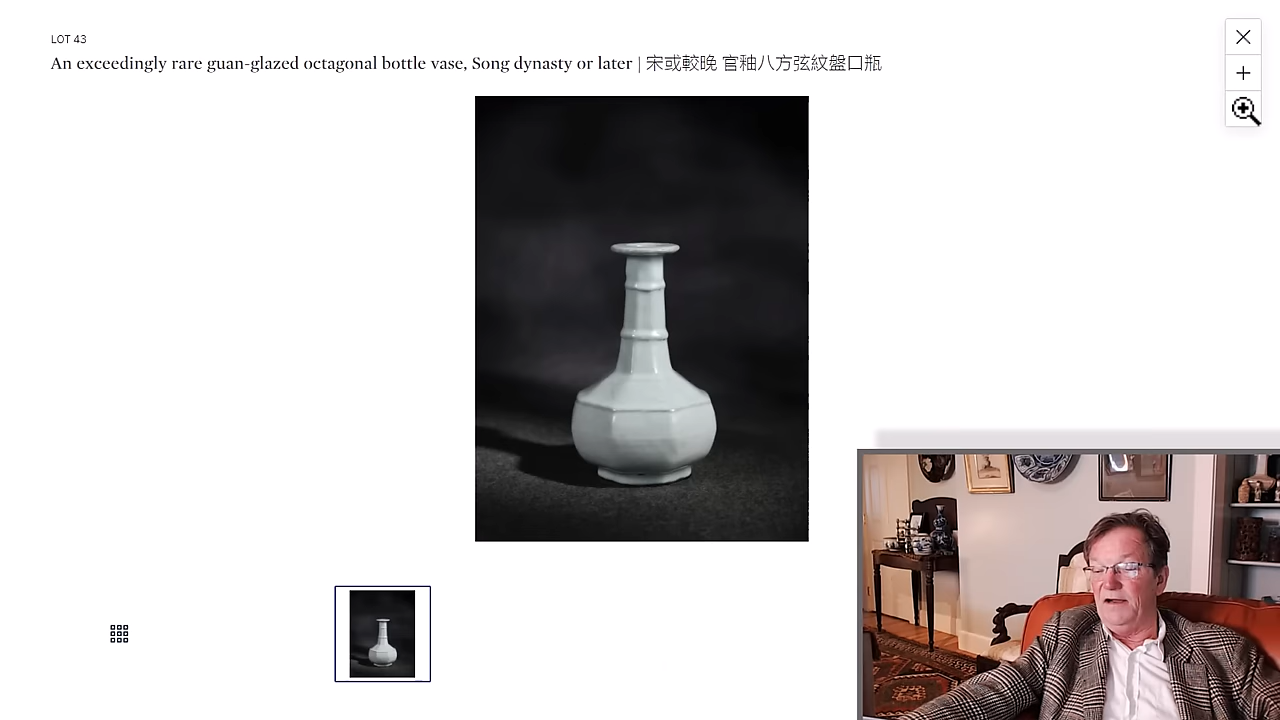 LOT 43
An exceedingly rare guan-glazed octagonal bottle vase, Song dynasty or later | 宋或較晚 官秞八方弦紋盤口瓶